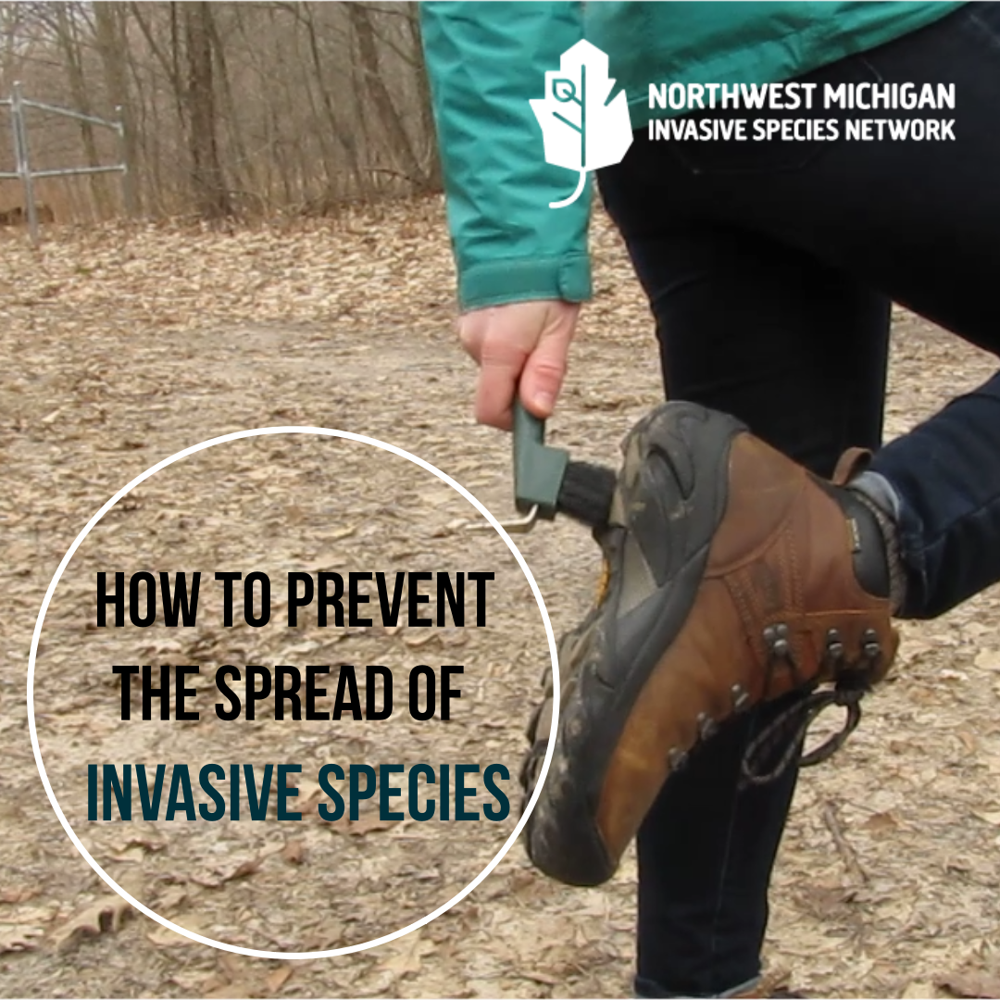 NORTHWEST MICHIGAN
INVASIVE SPECIES NETWORK
HOW TO PREVENT
THE SPREAD OF
INVASIVE SPECIES